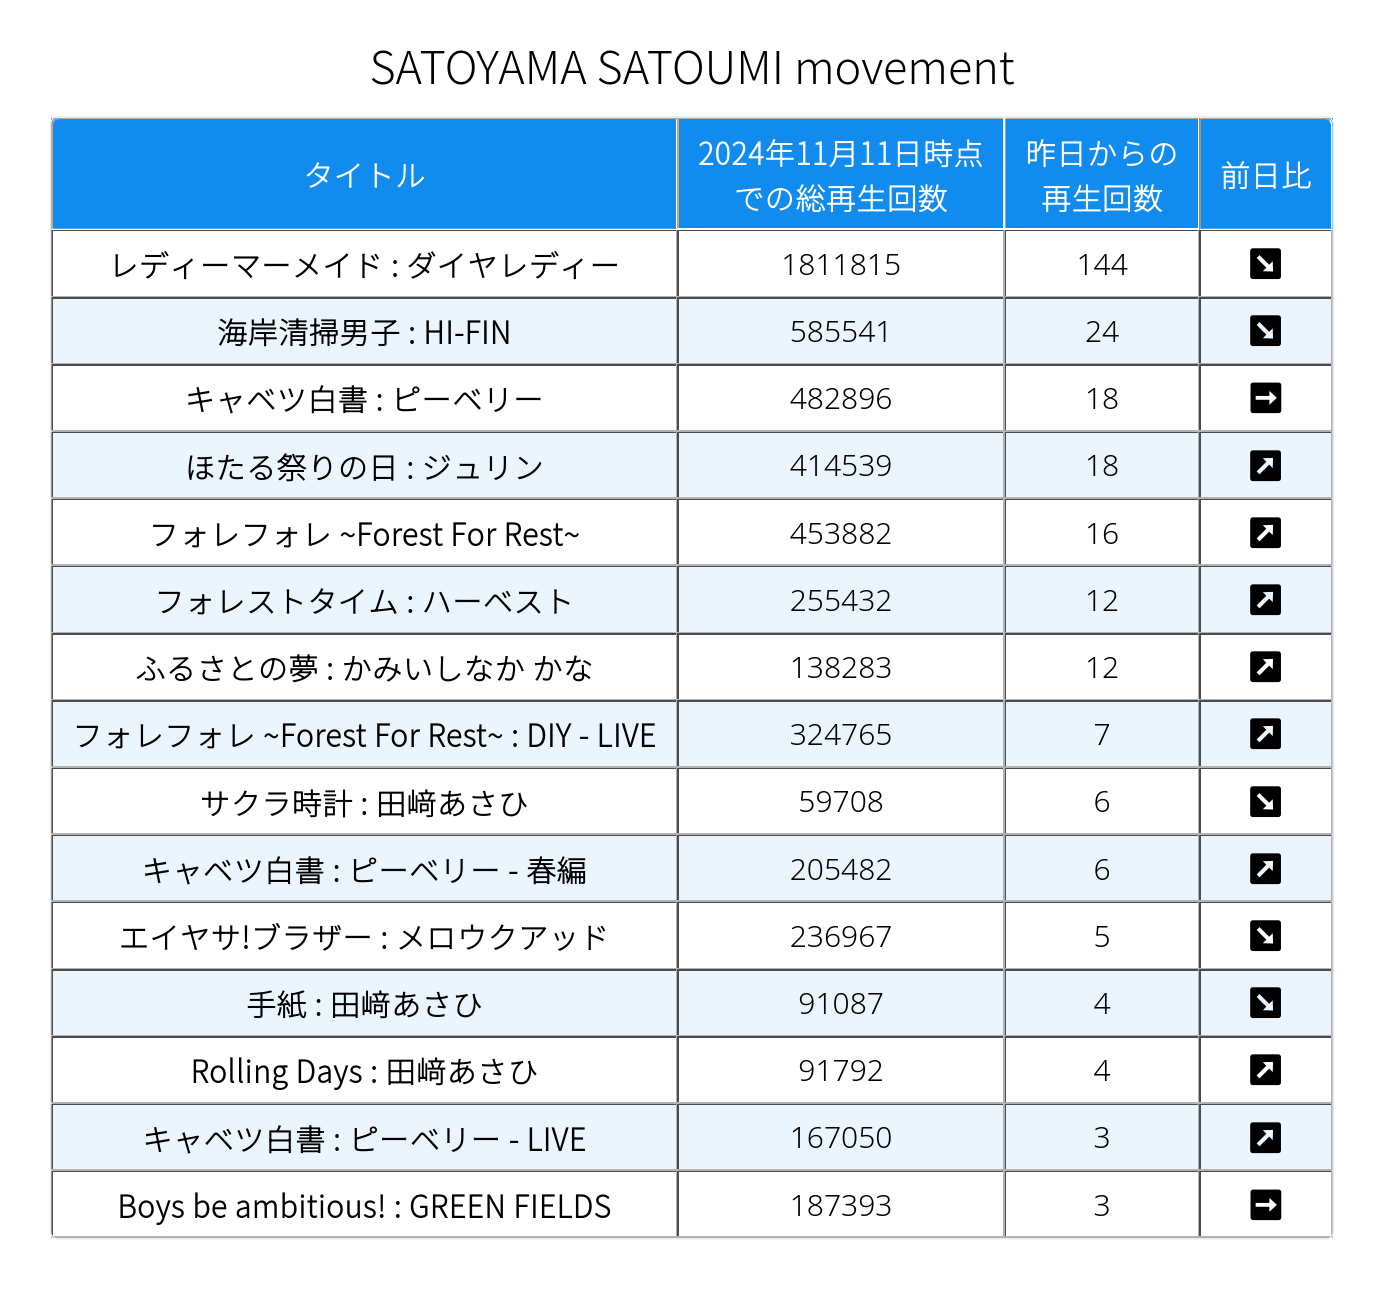 SATOYAMA SATOUMI movement
タイトル 2024年11月11日時点での総再生回数 昨日からの再生回数 前日比
レディーマーメイド : ダイヤレディー 1811815 144 ↘
海岸清掃男子 : HI-FIN 585541 24 ↘
キャベツ白書 : ピーベリー 482896 18 →
ほたる祭りの日 : ジュリン 414539 18 ↗
フォレフォレ ~Forest For Rest~ 453882 16 ↗
フォレストタイム : ハーベスト 255432 12 ↗
ふるさとの夢 : かみいしなか かな 138283 12 ↗
フォレフォレ ~Forest For Rest~ : DIY - LIVE 324765 7 ↗
サクラ時計 : 田﨑あさひ 59708 6 ↘
キャベツ白書 : ピーベリー - 春編 205482 6 ↗
エイヤサ!ブラザー : メロウクアッド 236967 5 ↘
手紙 : 田﨑あさひ 91087 4 ↘
Rolling Days : 田﨑あさひ 91792 4 ↗
キャベツ白書 : ピーベリー - LIVE 167050 3 ↗
Boys be ambitious! : GREEN FIELDS 187393 3 →